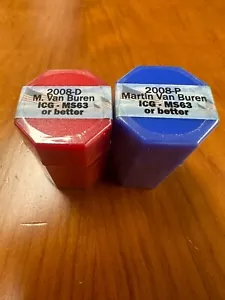 2008-D
M. Van Buren
ICG - MS63
or better
2008-P
Martin Van Buren
ICG - MS63
or better